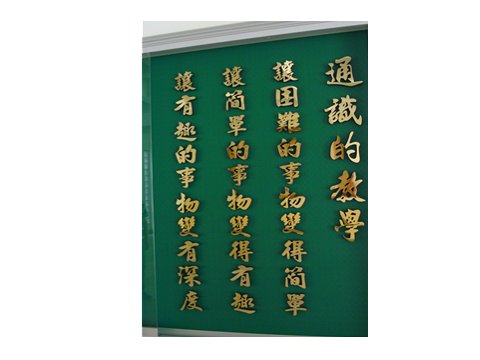 通識的教學
讓困難的事物變得簡單
讓簡單的事物變得有趣
讓有趣的事物變有深度